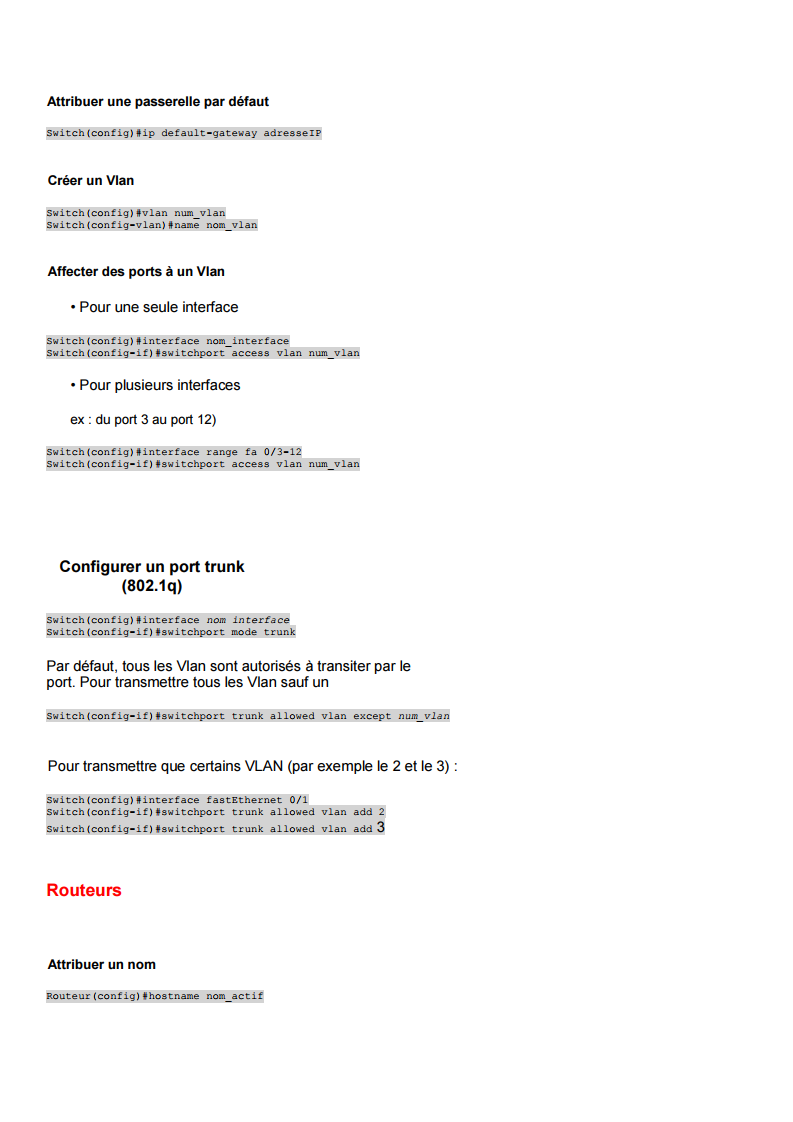 Attribuer une passerelle par défaut
Switch(config)#ip default-gateway adresseIP
Créer un Vlan
Switch(config)#vlan num_vlan
Switch(config-vlan)#name nom_vlan
Affecter des ports à un Vlan
• Pour une seule interface
Switch(config)#interface nom_interface
Switch(config-if)#switchport access vlan num_vlan
• Pour plusieurs interfaces
ex : du port 3 au port 12)
Switch(config)#interface range fa 0/3-12
Switch(config-if)#switchport access vlan num_vlan
Configurer un port trunk
(802.1q)
Switch(config)#interface nom interface
Switch(config-if)#switchport mode trunk
Par défaut, tous les Vlan sont autorisés à transiter par le
port. Pour transmettre tous les Vlan sauf un
Switch(config-if)#switchport trunk allowed vlan except num_vlan
Pour transmettre que certains VLAN (par exemple le 2 et le 3) :
Switch(config)#interface fastEthernet 0/1
Switch(config-if)#switchport trunk allowed vlan add 2
Switch(config-if)#switchport trunk allowed vlan add 3
Routeurs
Attribuer un nom
Routeur(config)#hostname nom_actif